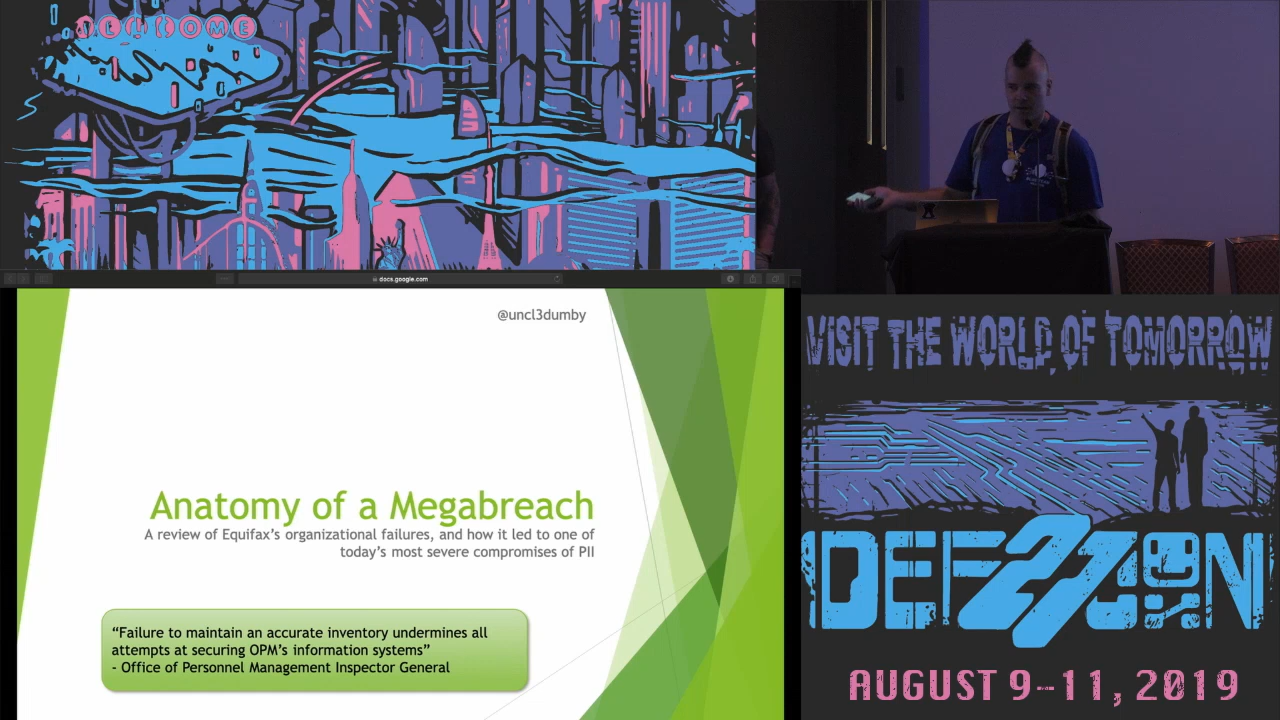 WELCOME
docs.google.com
@uncl3dumby
Anatomy of a Megabreach
A review of Equifax's organizational failures, and how it led to one of
today's most severe compromises of PII
“Failure to maintain an accurate inventory undermines all
attempts at securing OPM's information systems”
- Office of Personnel Management Inspector General
VISIT THE WORLD OF TOMORROW
DEF27CON
AUGUST 9-11, 2019